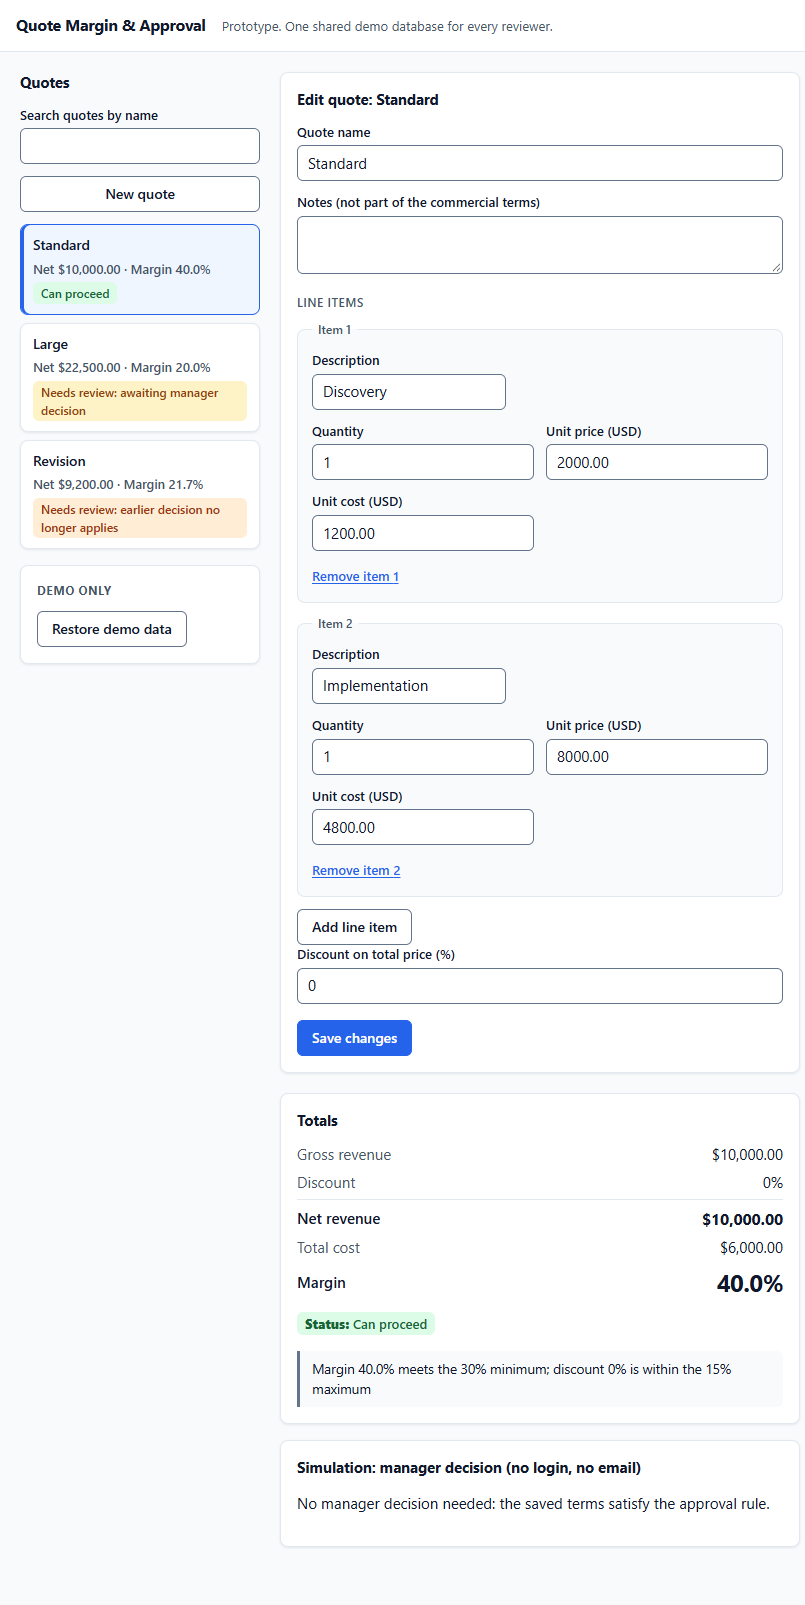 Quote Margin & Approval
Prototype. One shared demo database for every reviewer.
Quotes
Search quotes by name
New quote
Standard
Net $10,000.00 · Margin 40.0%
Can proceed
Large
Net $22,500.00 · Margin 20.0%
Needs review: awaiting manager
decision
Revision
Net $9,200.00 · Margin 21.7%
Needs review: earlier decision no
longer applies
DEMO ONLY
Restore demo data
Edit quote: Standard
Quote name
Standard
Notes (not part of the commercial terms)
LINE ITEMS
Item 1
Description
Discovery
Quantity
Unit price (USD)
1
2000.00
Unit cost (USD)
1200.00
Remove item 1
Item 2
Description
Implementation
Quantity
Unit price (USD)
1
8000.00
Unit cost (USD)
4800.00
Remove item 2
Add line item
Discount on total price (%)
0
Save changes
Totals
Gross revenue
$10,000.00
Discount
0%
Net revenue
$10,000.00
Total cost
$6,000.00
Margin
40.0%
Status: Can proceed
Margin 40.0% meets the 30% minimum; discount 0% is within the 15%
maximum
Simulation: manager decision (no login, no email)
No manager decision needed: the saved terms satisfy the approval rule.